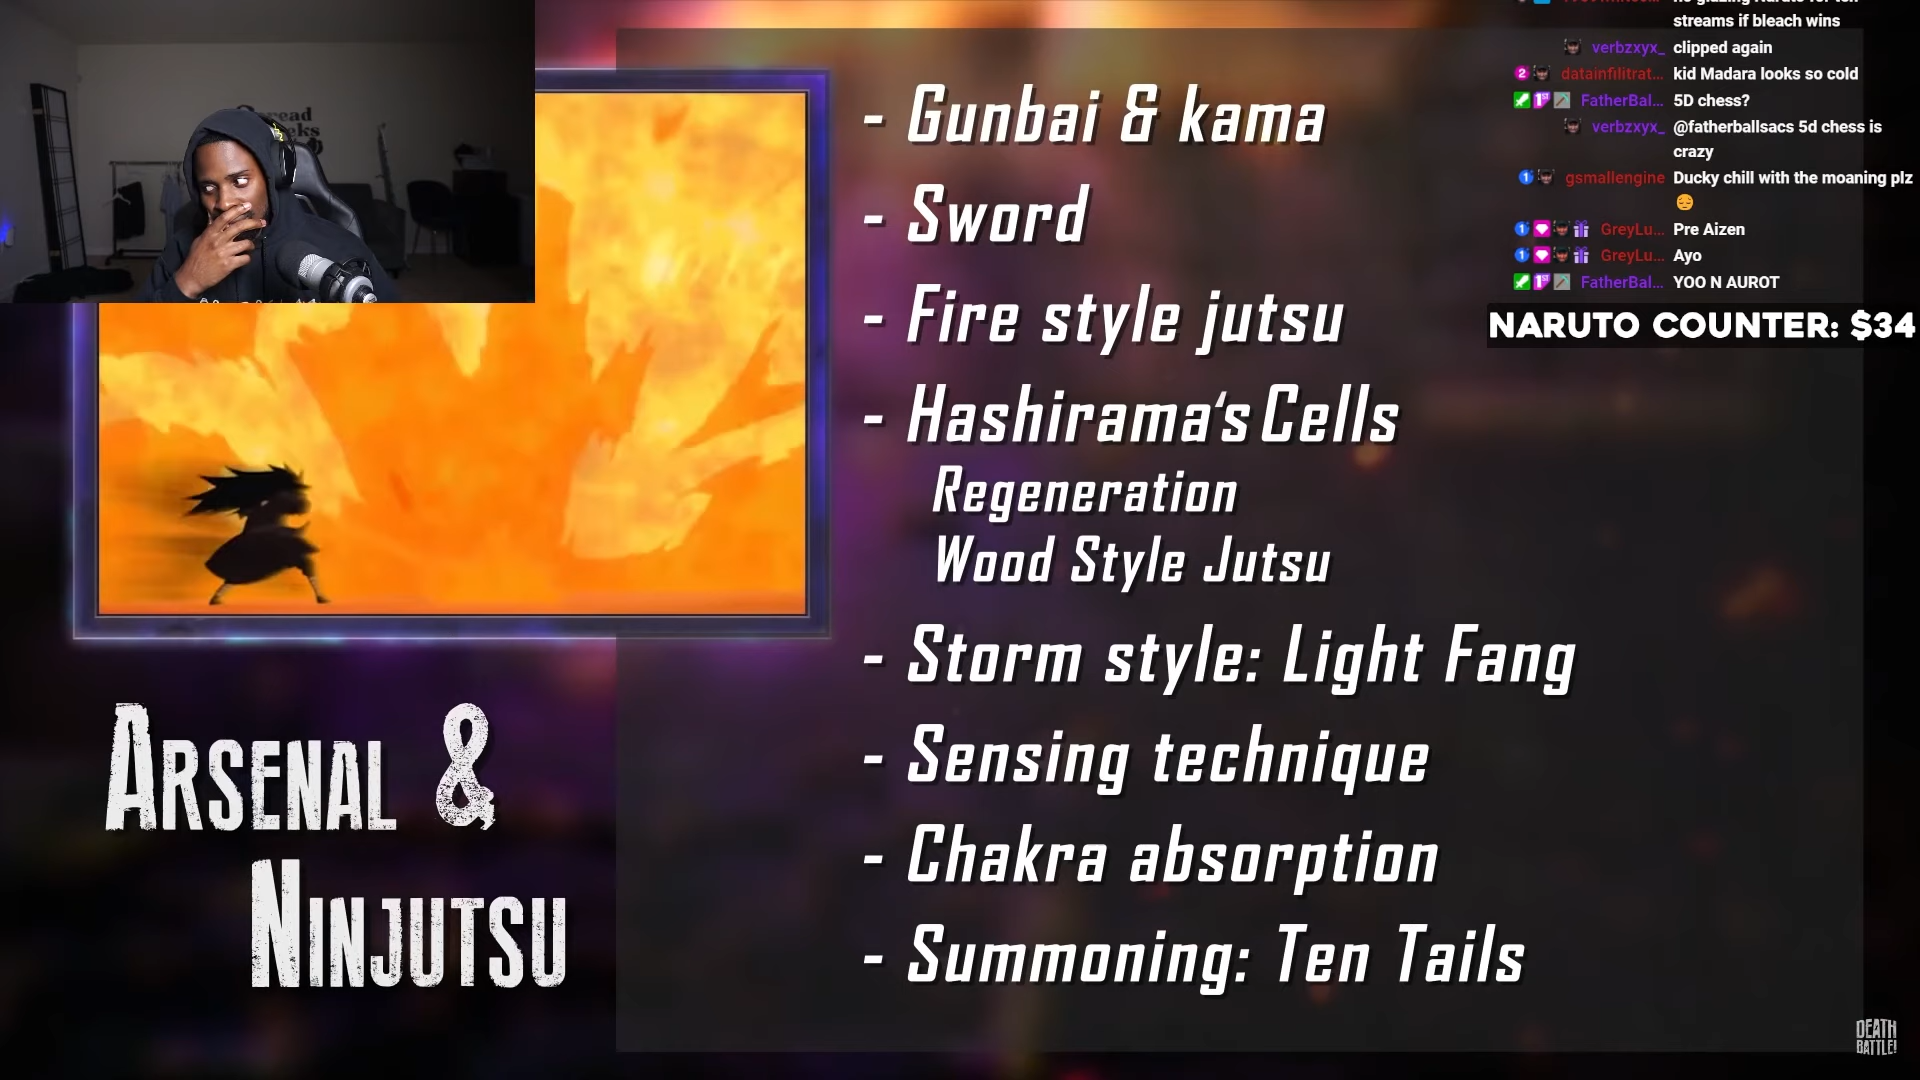 streams if bleach wins
verbzxyx_ clipped again
datainfilitrat... kid Madara looks so cold
FatherBal... 5D chess?
verbzxyx_ @fatherballsacs 5d chess is
crazy
gsmallengine Ducky chill with the moaning plz
GreyLu... Pre Aizen
GreyLu... Ayo
FatherBal... YOO N AUROT
NARUTO COUNTER: $34
- Gunbai & kama
- Sword
- Fire style jutsu
- Hashirama's Cells
Regeneration
Wood Style Jutsu
- Storm style: Light Fang
- Sensing technique
- Chakra absorption
- Summoning: Ten Tails
Arsenal &
Ninjutsu
DEATH
BATTLE!